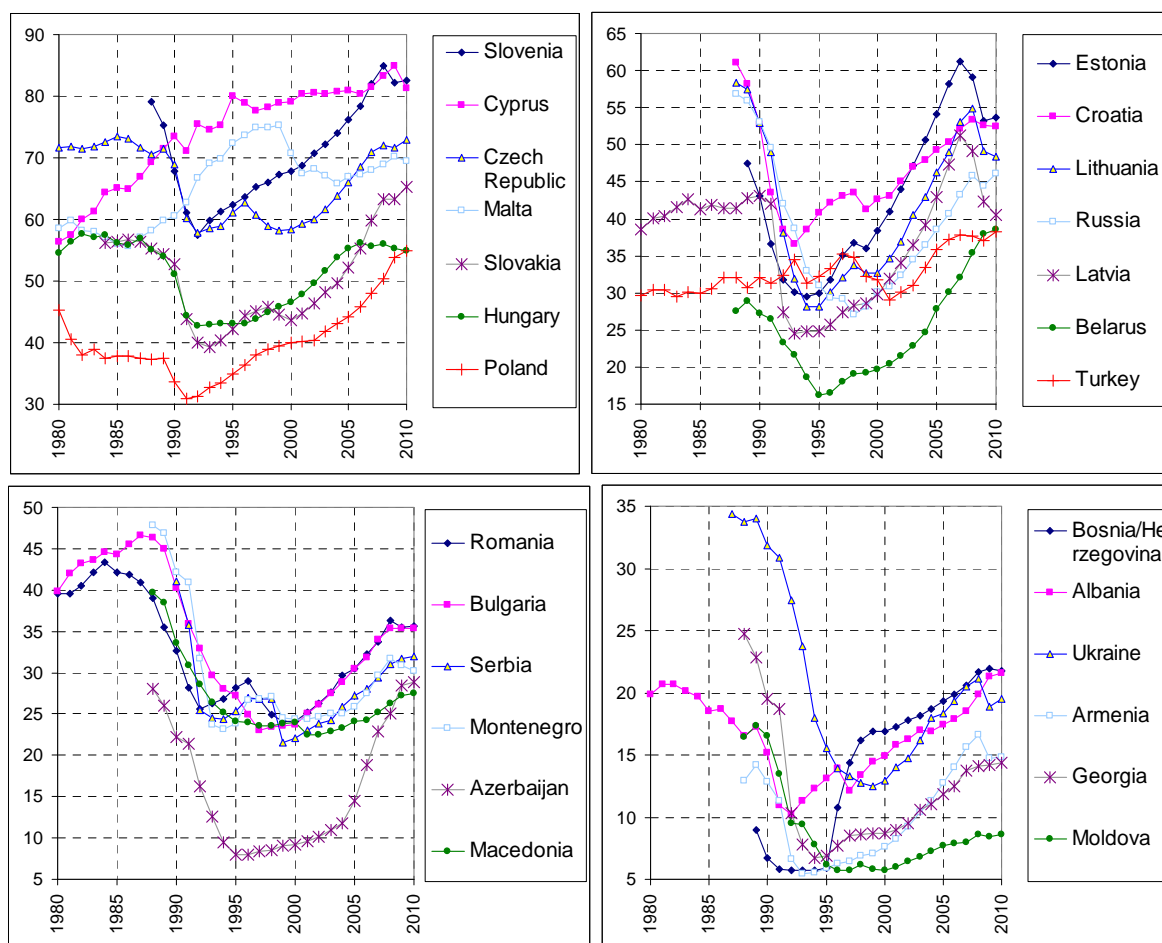 90
80
70
60
50
40
30
1980
1985
1990
1995
2000
2005
2010
Slovenia
Cyprus
Czech
Republic
Malta
Slovakia
Hungary
Poland
65
60
55
50
45
40
35
30
25
20
15
1980
1985
1990
1995
2000
2005
2010
Estonia
Croatia
Lithuania
Russia
Latvia
Belarus
Turkey
50
45
40
35
30
25
20
15
10
5
1980
1985
1990
1995
2000
2005
2010
Romania
Bulgaria
Serbia
Montenegro
Azerbaijan
Macedonia
35
30
25
20
15
10
5
1980
1985
1990
1995
2000
2005
2010
Bosnia/He
rzegovina
Albania
Ukraine
Armenia
Georgia
Moldova